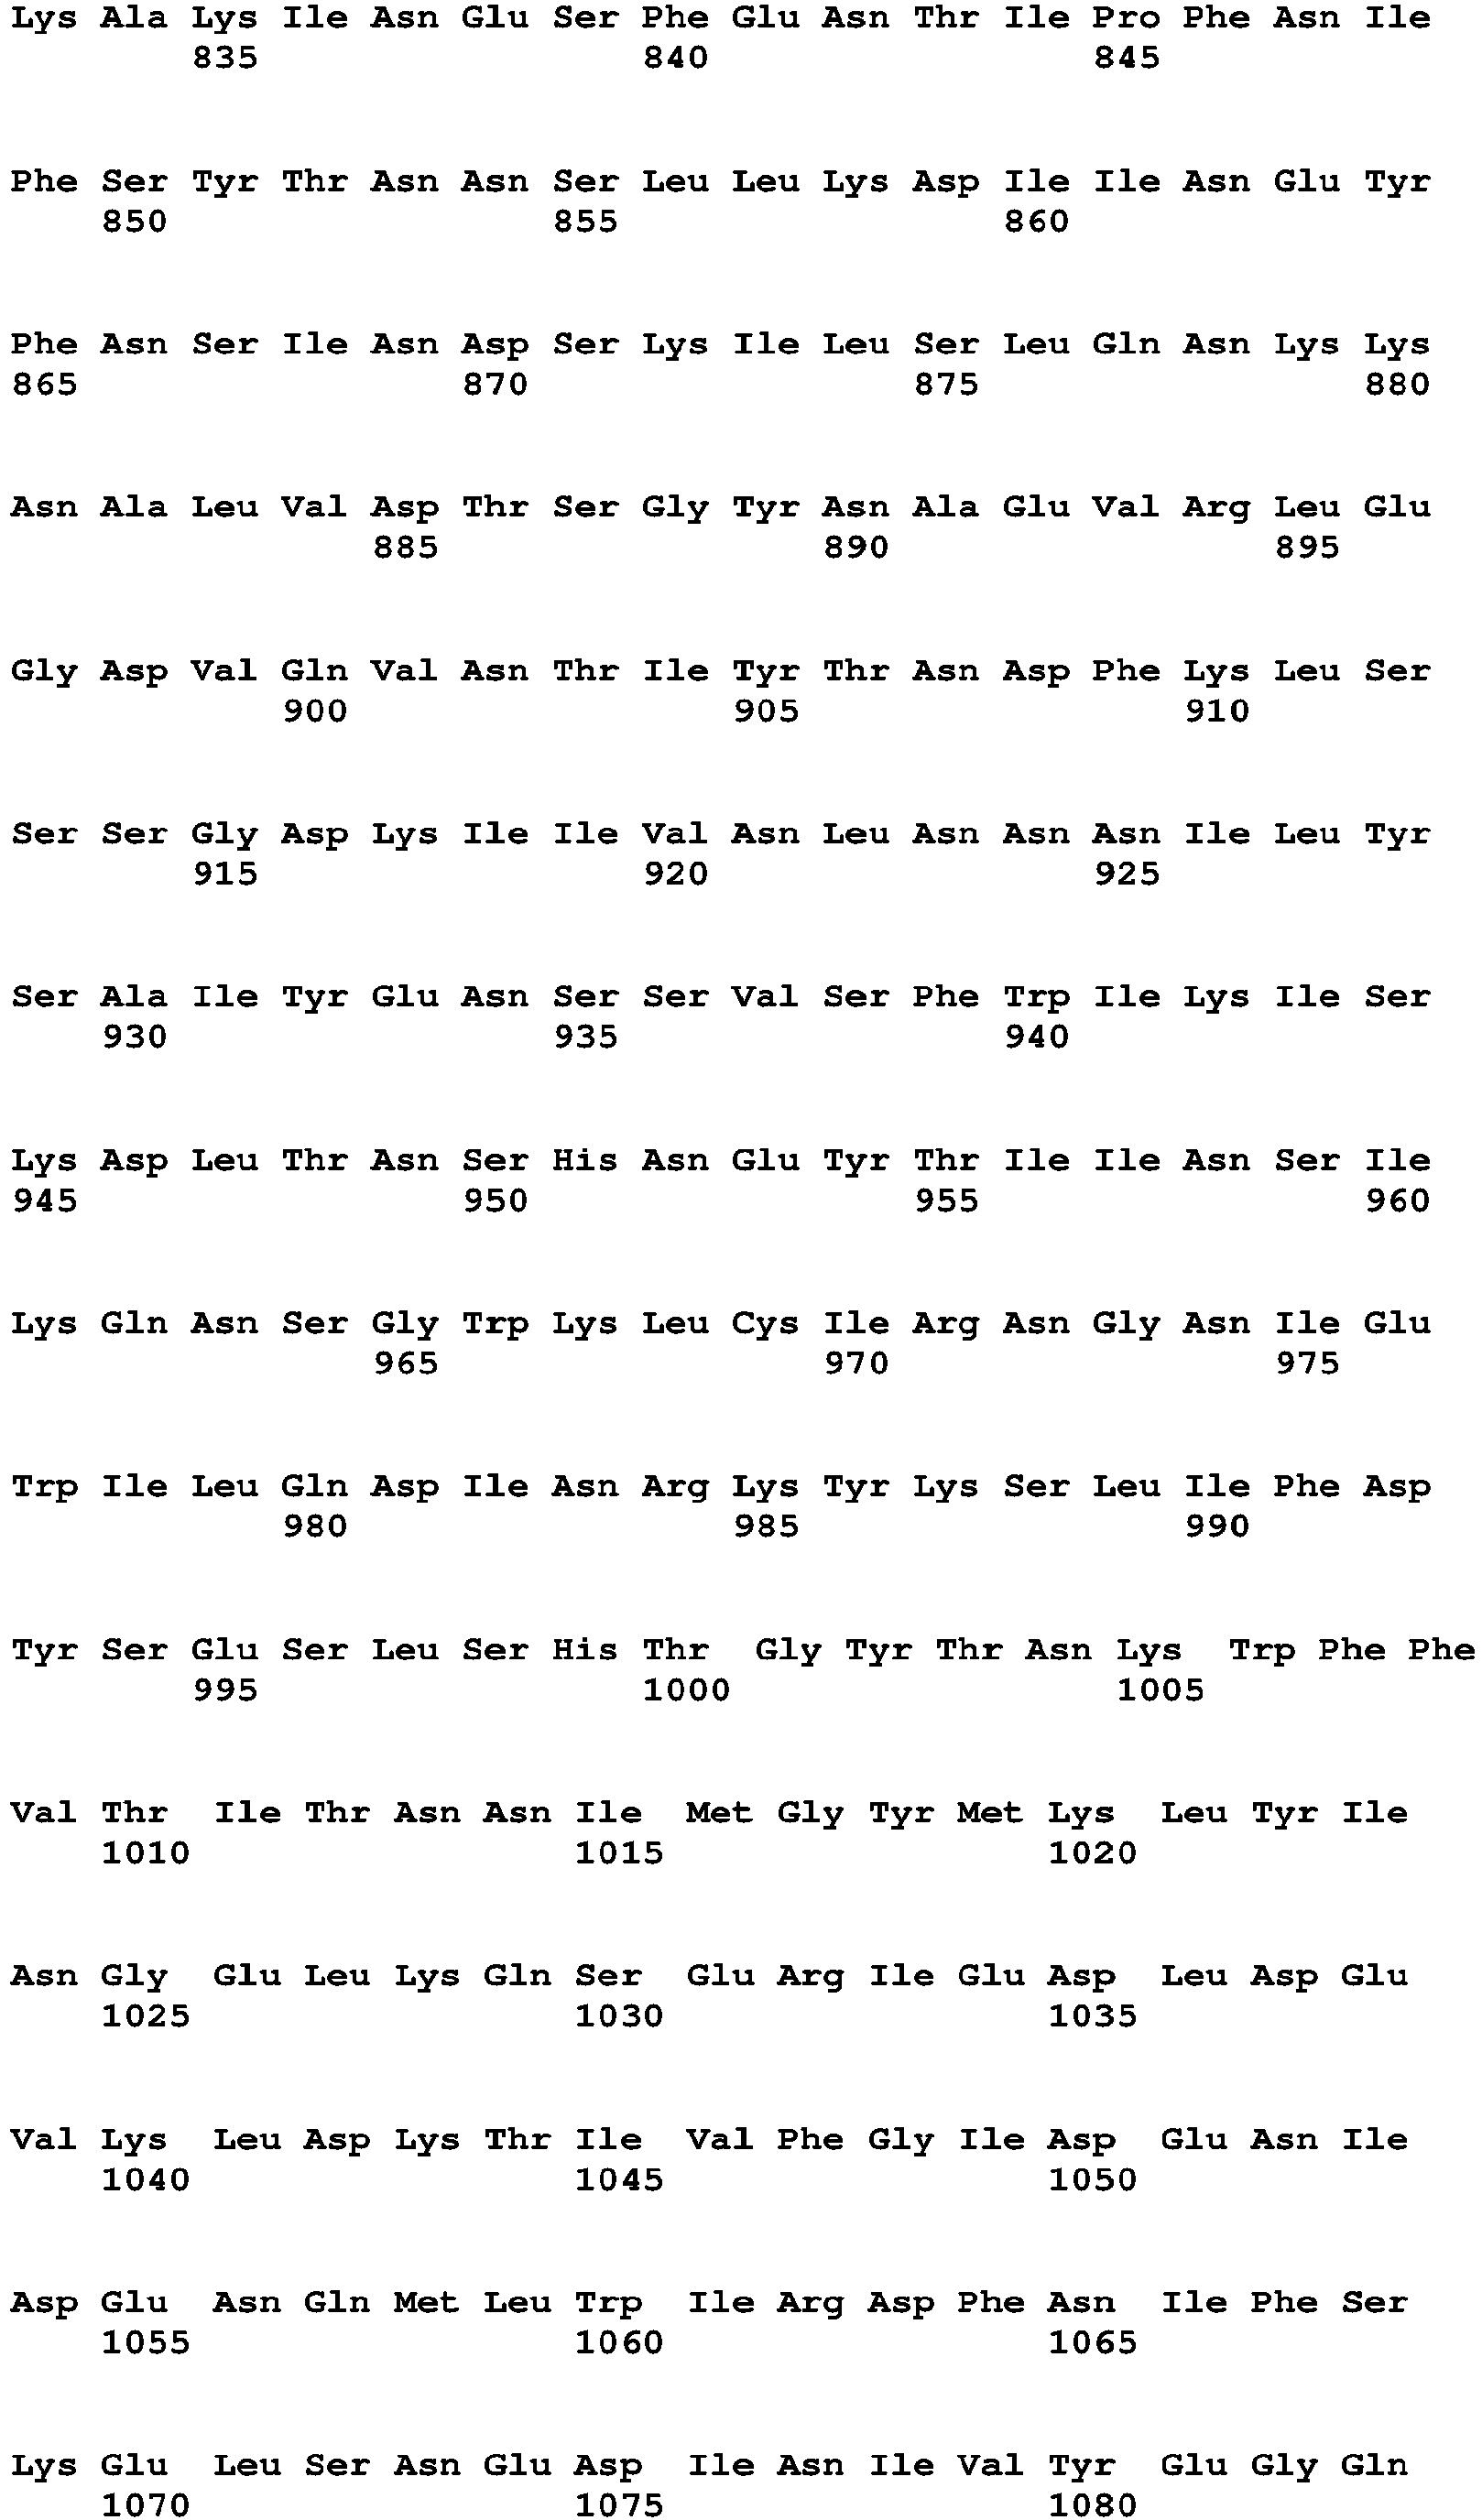 Lys Ala Lys Ile Asn Glu Ser Phe Glu Asn Thr Ile Pro Phe Asn Ile
835 840 845
Phe Ser Tyr Thr Asn Asn Ser Leu Leu Lys Asp Ile Ile Asn Glu Tyr
850 855 860
Phe Asn Ser Ile Asn Asp Ser Lys Ile Leu Ser Leu Gln Asn Lys Lys
865 870 875 880
Asn Ala Leu Val Asp Thr Ser Gly Tyr Asn Ala Glu Val Arg Leu Glu
885 890 895
Gly Asp Val Gln Val Asn Thr Ile Tyr Thr Asn Asp Phe Lys Leu Ser
900 905 910
Ser Ser Gly Asp Lys Ile Ile Val Asn Leu Asn Asn Asn Ile Leu Tyr
915 920 925
Ser Ala Ile Tyr Glu Asn Ser Ser Val Ser Phe Trp Ile Lys Ile Ser
930 935 940
Lys Asp Leu Thr Asn Ser His Asn Glu Tyr Thr Ile Ile Asn Ser Ile
945 950 955 960
Lys Gln Asn Ser Gly Trp Lys Leu Cys Ile Arg Asn Gly Asn Ile Glu
965 970 975
Trp Ile Leu Gln Asp Ile Asn Arg Lys Tyr Lys Ser Leu Ile Phe Asp
980 985 990
Tyr Ser Glu Ser Leu Ser His Thr Gly Tyr Thr Asn Lys Trp Phe Phe
995 1000 1005
Val Thr Ile Thr Asn Asn Ile Met Gly Tyr Met Lys Leu Tyr Ile
1010 1015 1020
Asn Gly Glu Leu Lys Gln Ser Glu Arg Ile Glu Asp Leu Asp Glu
1025 1030 1035
Val Lys Leu Asp Lys Thr Ile Val Phe Gly Ile Asp Glu Asn Ile
1040 1045 1050
Asp Glu Asn Gln Met Leu Trp Ile Arg Asp Phe Asn Ile Phe Ser
1055 1060 1065
Lys Glu Leu Ser Asn Glu Asp Ile Asn Ile Val Tyr Glu Gly Gln
1070 1075 1080